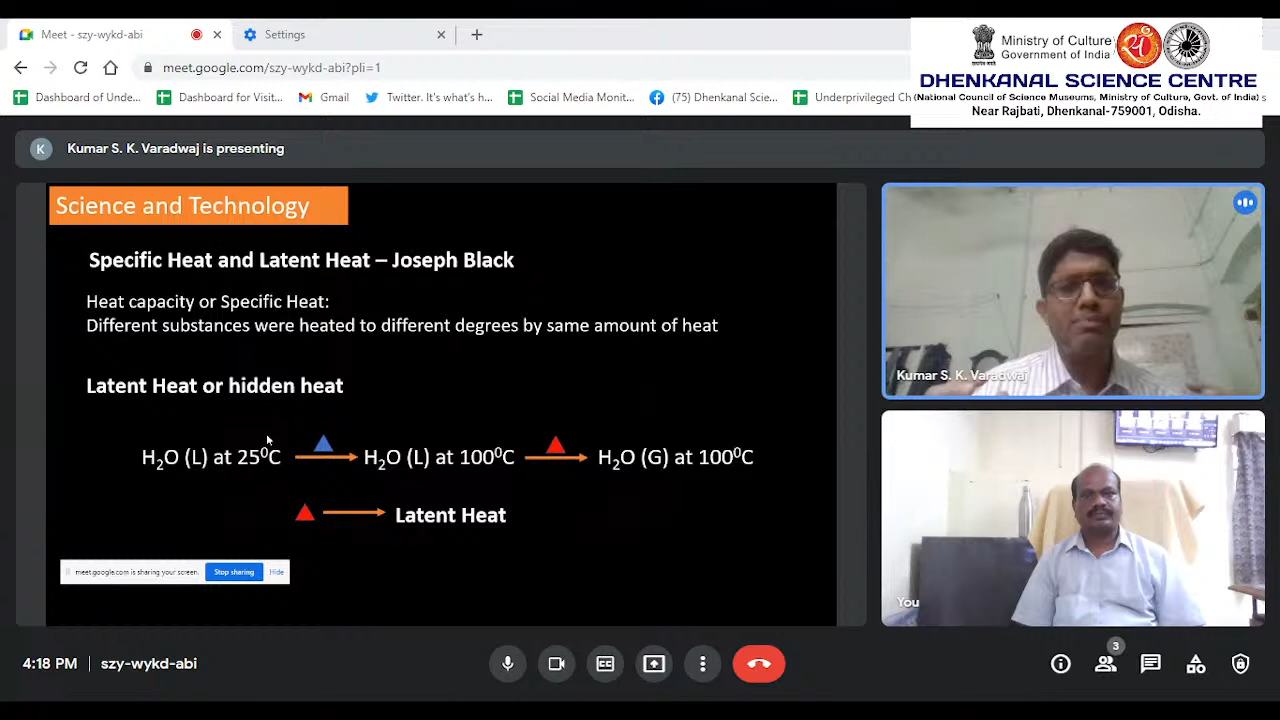 Meet - szy-wykd-abi
Settings
meet.google.com/szy-wykd-abi?pli=1
Dashboard of Unde...
Dashboard for Visit...
Gmail
Twitter. It's what's h...
Social Media Monit...
(75) Dhenkanal Scie...
Underprivileged Ch
Ministry of Culture
Government of India
DHENKANAL SCIENCE CENTRE
(National Council of Science Museums, Ministry of Culture, Govt. of India)
Near Rajbati, Dhenkanal-759001, Odisha.
K
Kumar S. K. Varadwaj is presenting
Science and Technology
Specific Heat and Latent Heat – Joseph Black
Heat capacity or Specific Heat:
Different substances were heated to different degrees by same amount of heat
Latent Heat or hidden heat
H₂O (L) at 25⁰C H₂O (L) at 100⁰C H₂O (G) at 100⁰C
Latent Heat
meet.google.com is sharing your screen. Stop sharing Hide
Kumar S. K. Varadwaj
You
4:18 PM | szy-wykd-abi
3